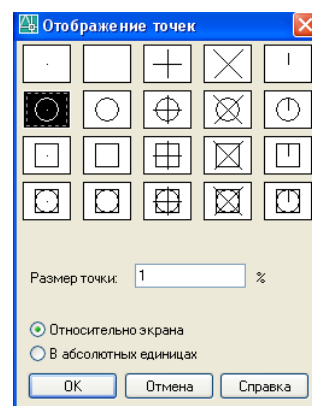 Отображение точек
Размер точки: 1 %
Относительно экрана
В абсолютных единицах
OK Отмена Справка